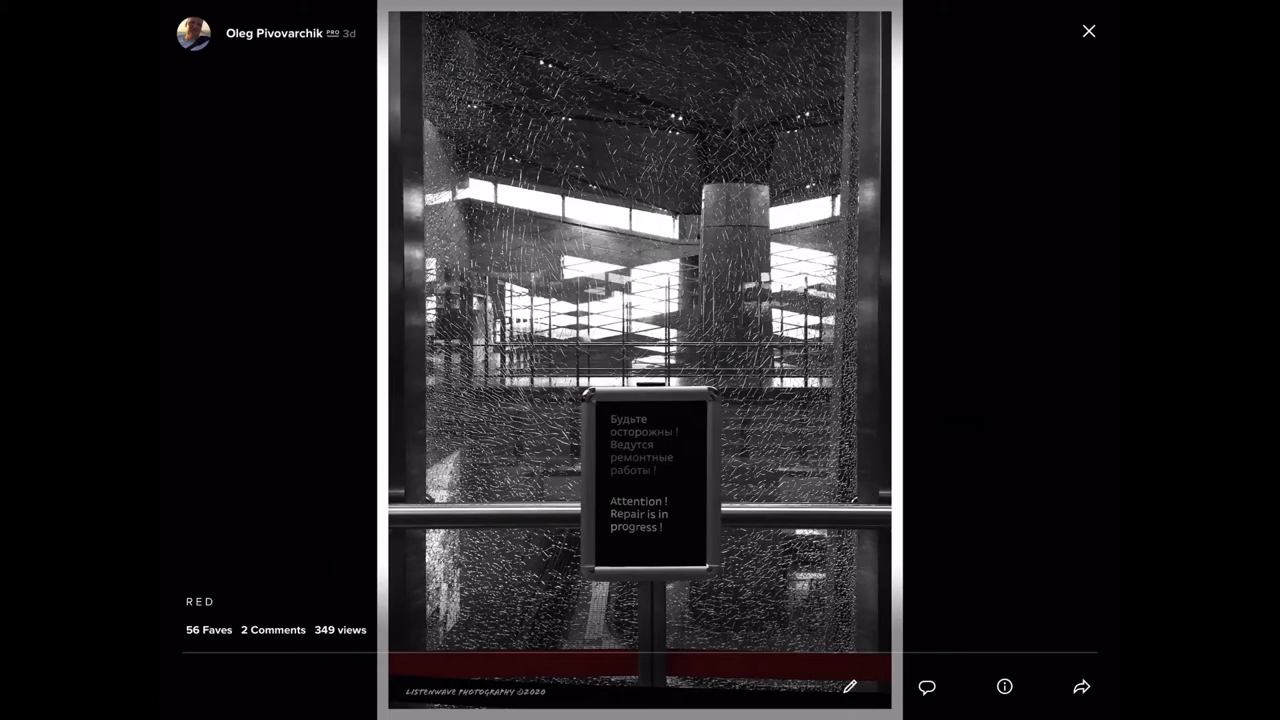 Oleg Pivovarchik PRO 3d
Будьте
осторожны !
Ведутся
ремонтные
работы !
Attention !
Repair is in
progress !
RED
56 Faves 2 Comments 349 views
LISTENWAVE PHOTOGRAPHY ©2020